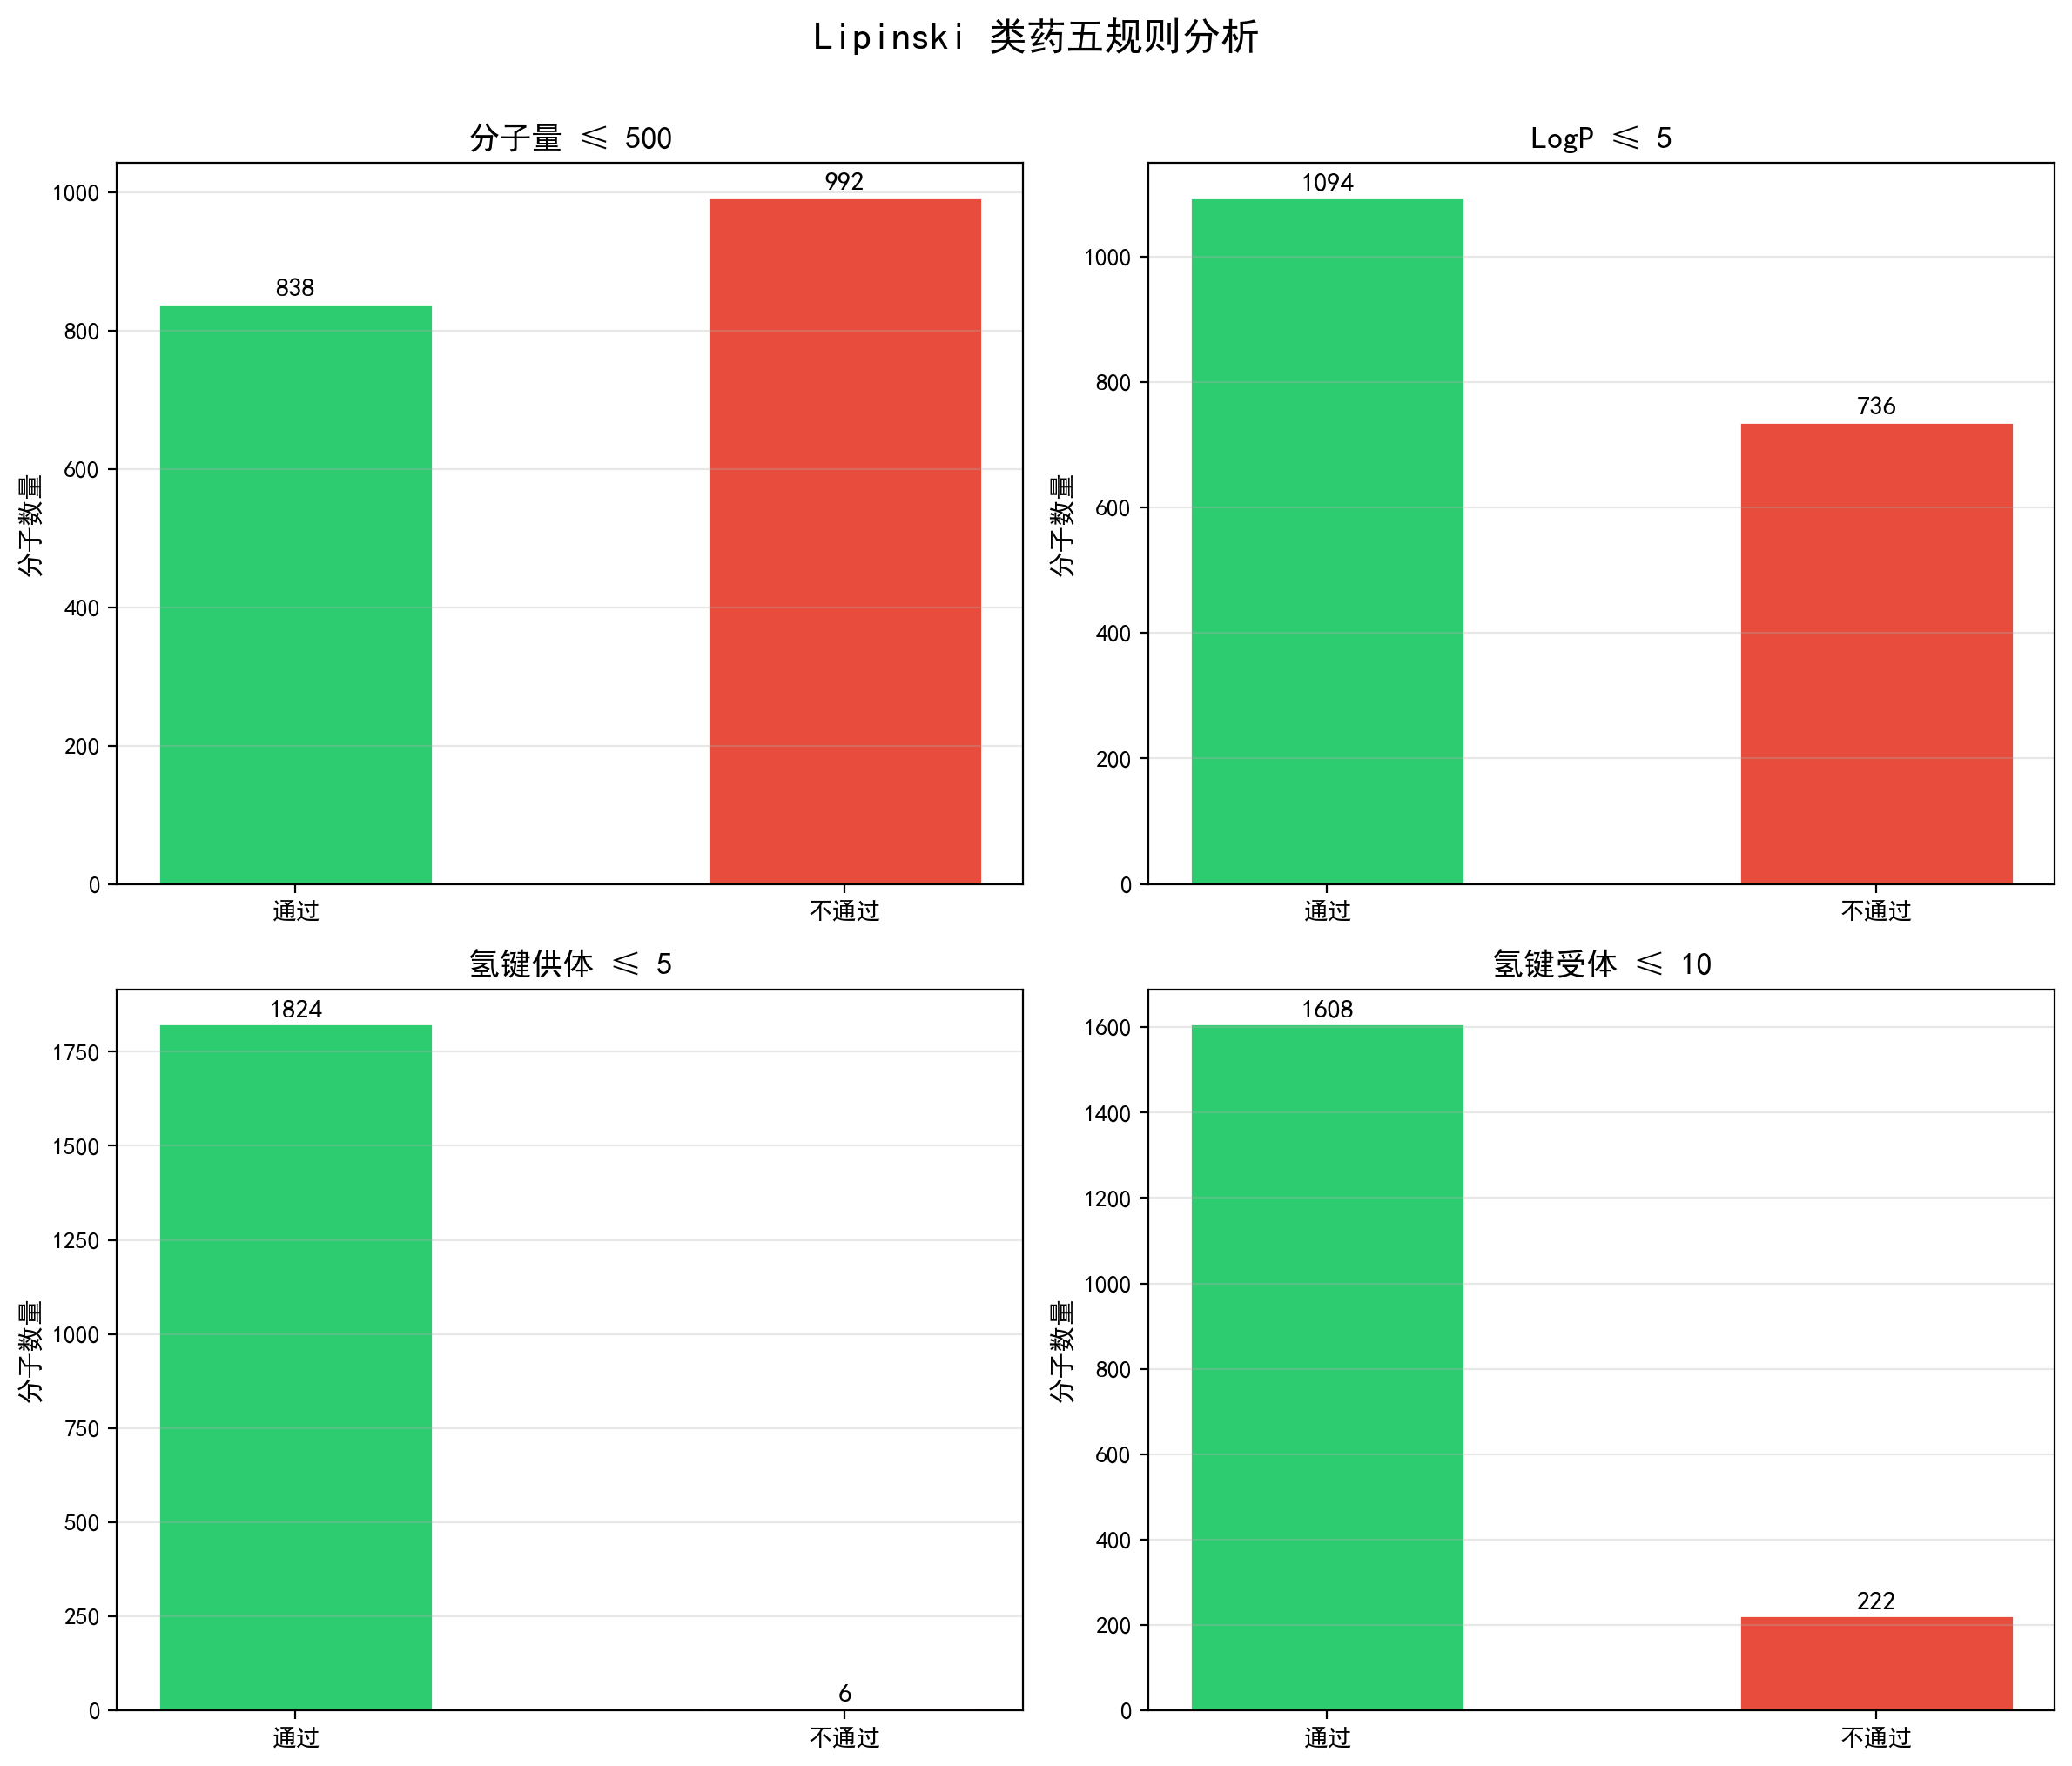 Lipinski 类药五规则分析
分子量 ≤ 500
分子数量
1000
800
600
400
200
0
838
992
通过
不通过
LogP ≤ 5
分子数量
1000
800
600
400
200
0
1094
736
通过
不通过
氢键供体 ≤ 5
分子数量
1750
1500
1250
1000
750
500
250
0
1824
6
通过
不通过
氢键受体 ≤ 10
分子数量
1600
1400
1200
1000
800
600
400
200
0
1608
222
通过
不通过